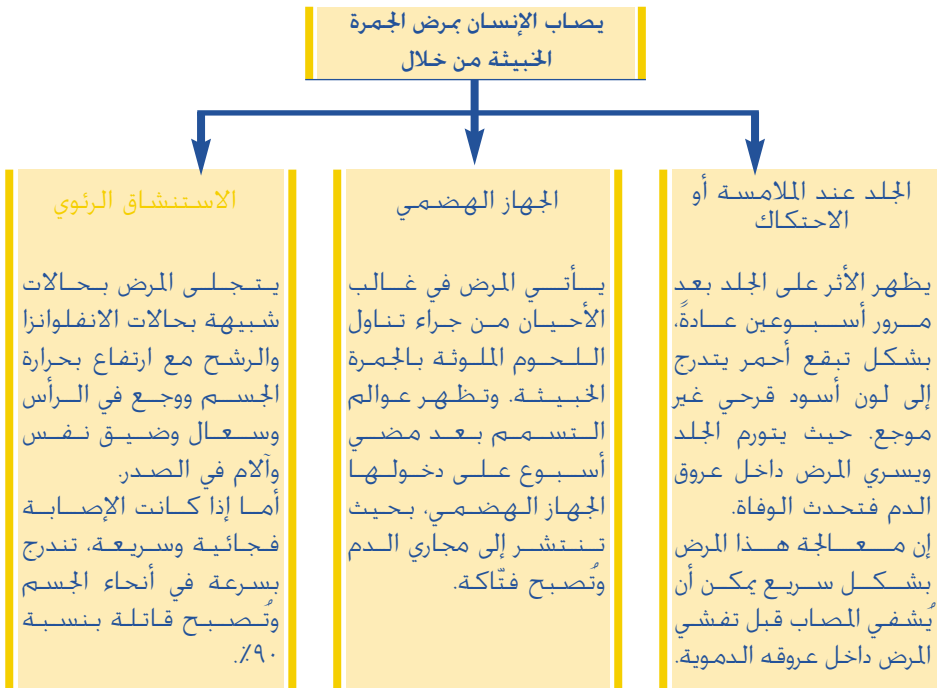 يصاب الإنسان بمرض الجمرة
الخبيثة من خلال
الجلد عند الملامسة أو
الاحتكاك
يظهر الأثر على الجلد بعد
مرور أسبوعين عادةً،
بشكل تبقع أحمر يتدرج
إلى لون أسود قرحي غير
موجع. حيث يتورم الجلد
ويسري المرض داخل عروق
الدم فتحدث الوفاة.
إن معالجة هذا المرض
بشكل سريع يمكن أن
يُشفي المصاب قبل تفشي
المرض داخل عروقه الدموية.
الجهاز الهضمي
يأتي المرض في غالب
الأحيان من جراء تناول
اللحوم الملوثة بالجمرة
الخبيثة. وتظهر عوالم
التسمم بعد مضي
أسبوع على دخولها
الجهاز الهضمي، بحيث
تنتشر إلى مجاري الدم
وتُصبح فتّاكة.
الاستنشاق الرئوي
يتجلى المرض بحالات
شبيهة بحالات الانفلوانزا
والرشح مع ارتفاع بحرارة
الجسم ووجع في الرأس
وسعال وضيق نفس
وآلام في الصدر.
أما إذا كانت الإصابة
فجائية وسريعة، تندرج
بسرعة في أنحاء الجسم
وتُصبح قاتلة بنسبة
٩٠٪.